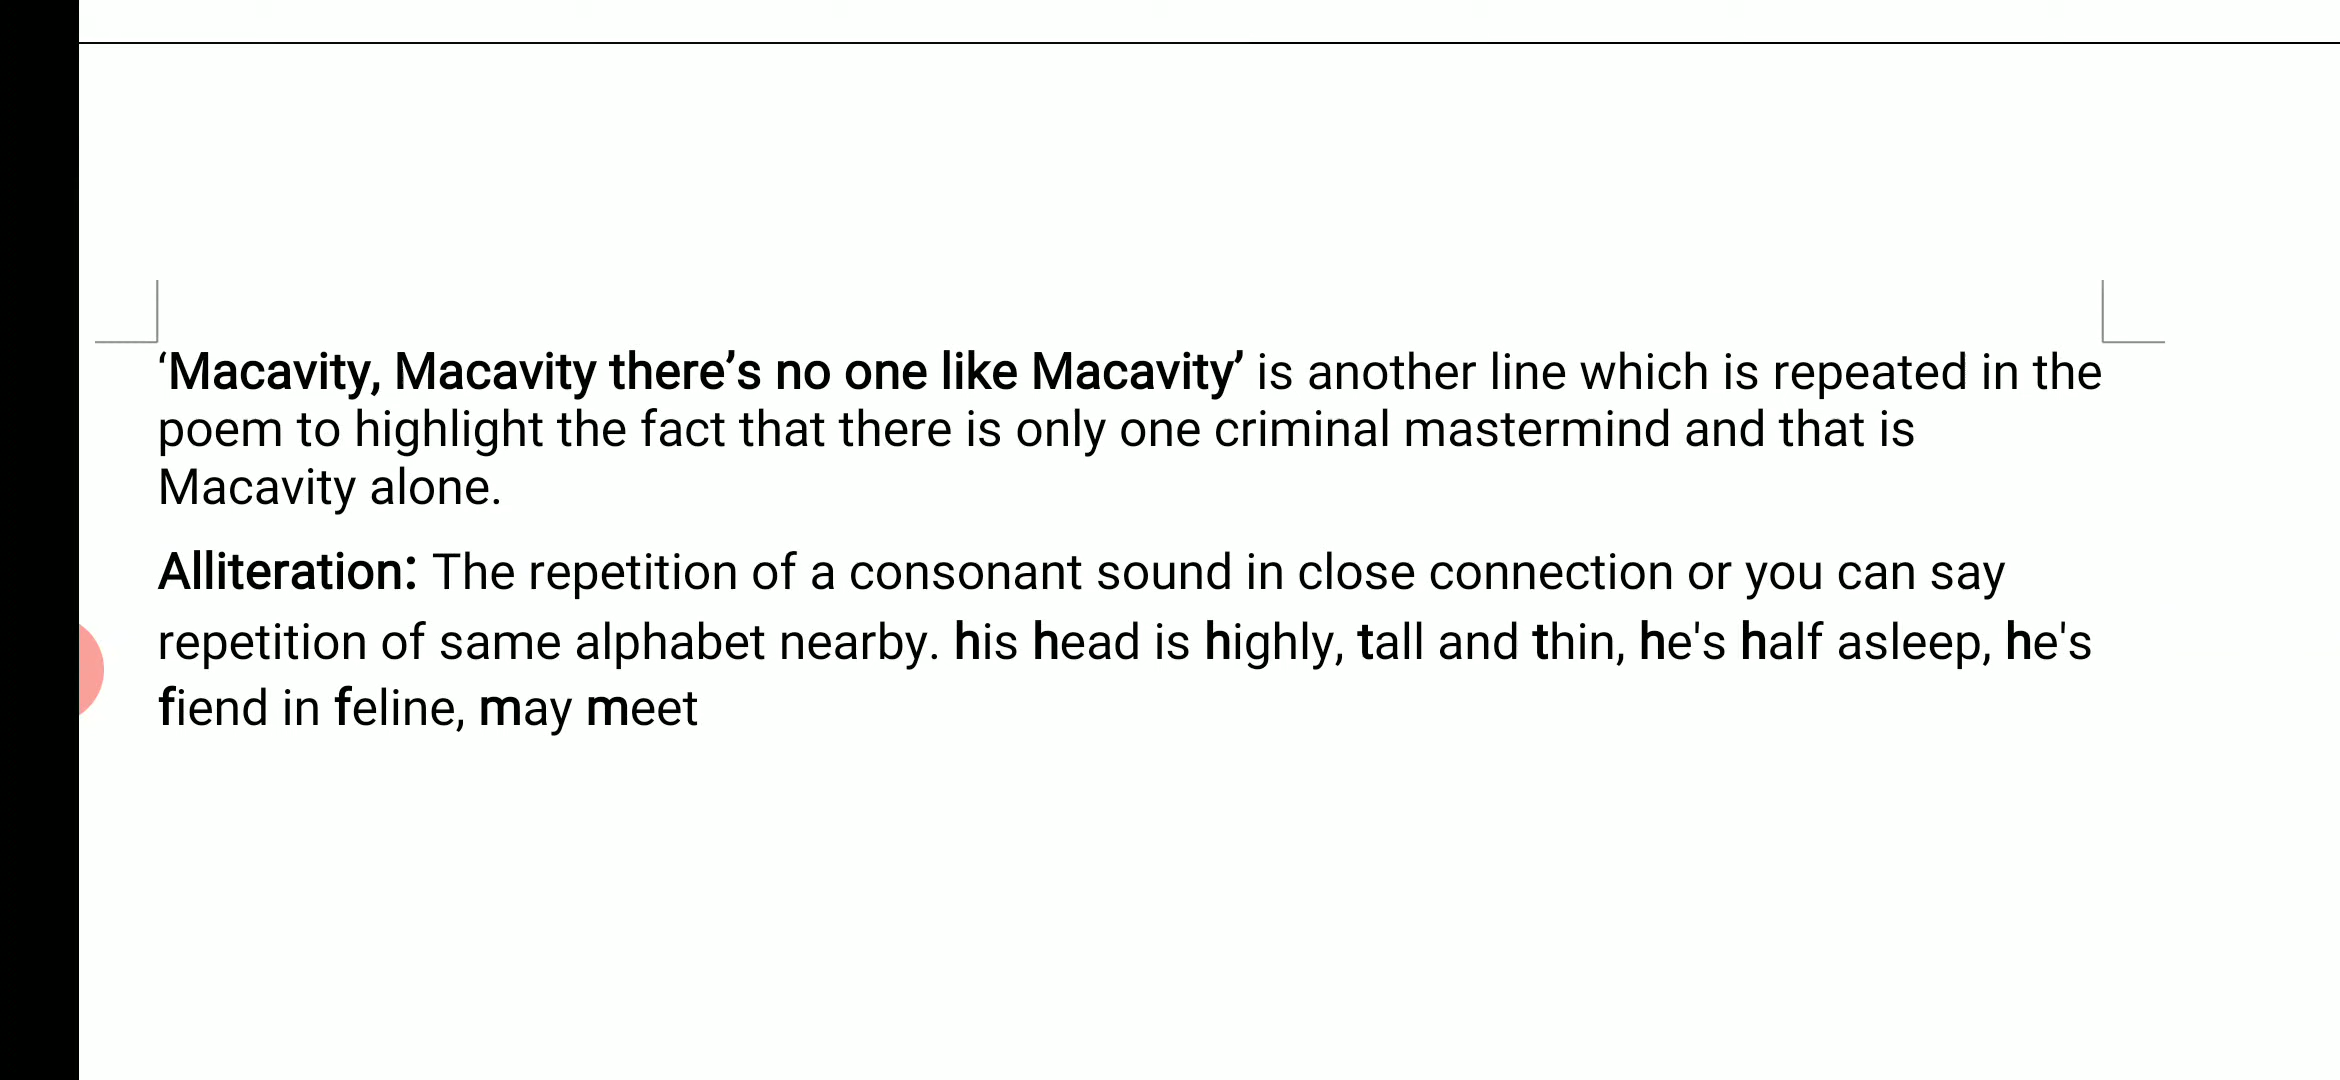 ‘Macavity, Macavity there’s no one like Macavity’ is another line which is repeated in the
poem to highlight the fact that there is only one criminal mastermind and that is
Macavity alone.
Alliteration: The repetition of a consonant sound in close connection or you can say
repetition of same alphabet nearby. his head is highly, tall and thin, he's half asleep, he's
fiend in feline, may meet